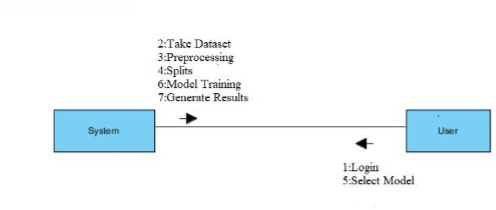 2:Take Dataset
3:Preprocessing
4:Splits
6:Model Training
7:Generate Results
System
User
1:Login
5:Select Model